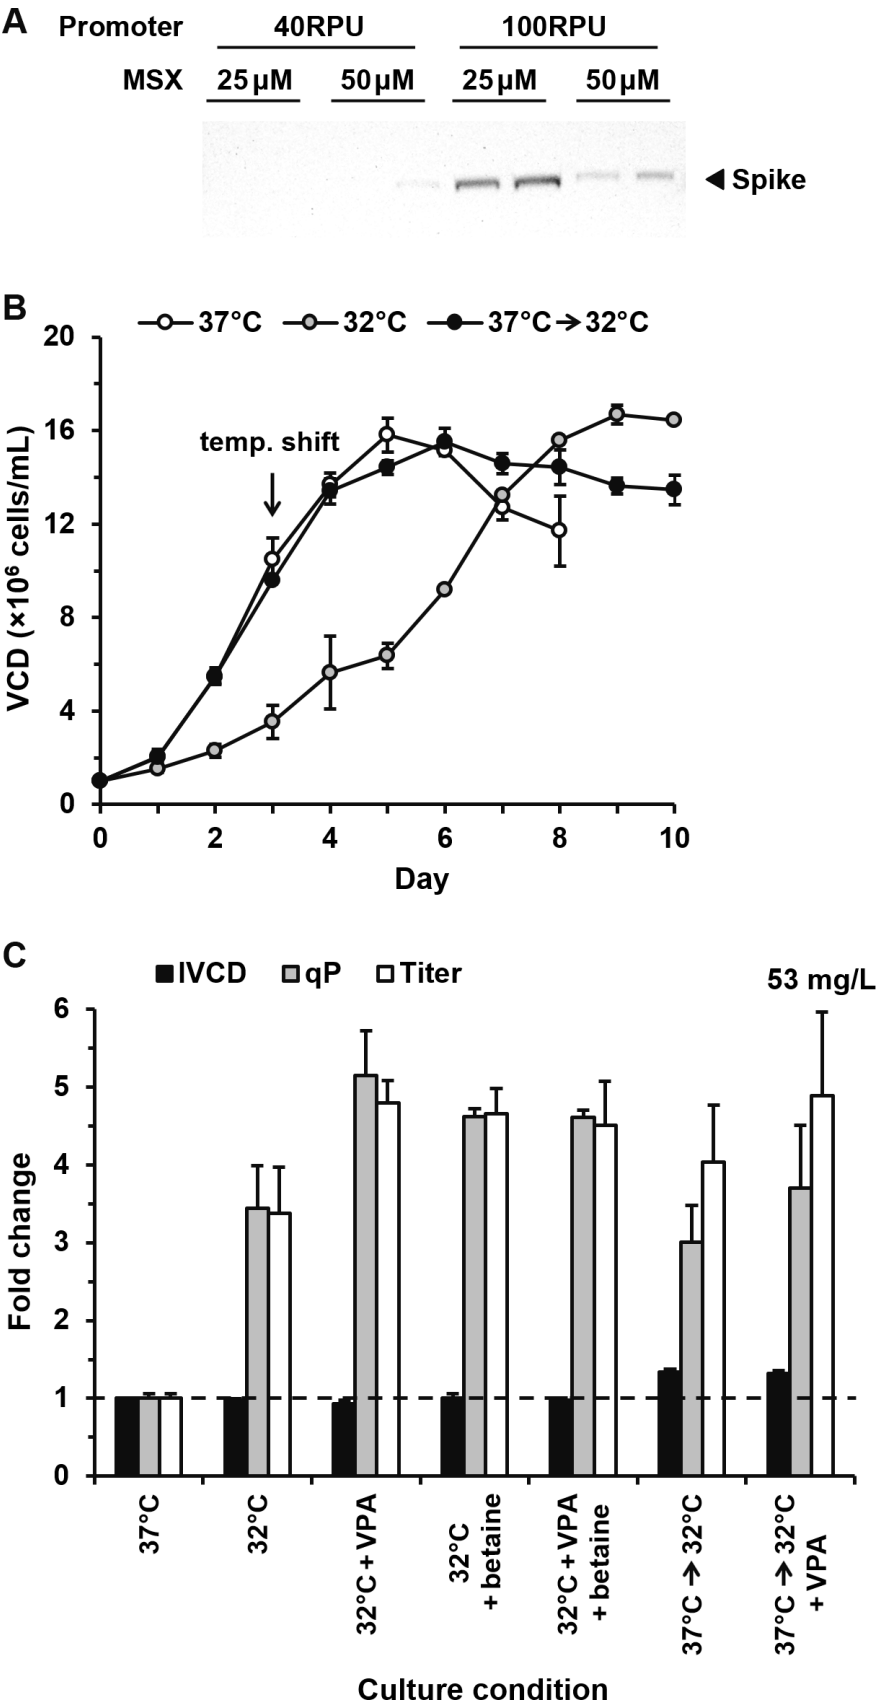 A
Promoter 40RPU 100RPU
MSX 25 µM 50 µM 25 µM 50 µM
◀ Spike
B
37°C 32°C 37°C → 32°C
20
16
12
8
4
0
VCD (×10⁶ cells/mL)
temp. shift
0 2 4 6 8 10
Day
C
IVCD qP Titer
53 mg/L
6
5
4
3
2
1
0
Fold change
37°C
32°C
32°C + VPA
32°C
+ betaine
32°C + VPA
+ betaine
37°C → 32°C
37°C → 32°C
+ VPA
Culture condition